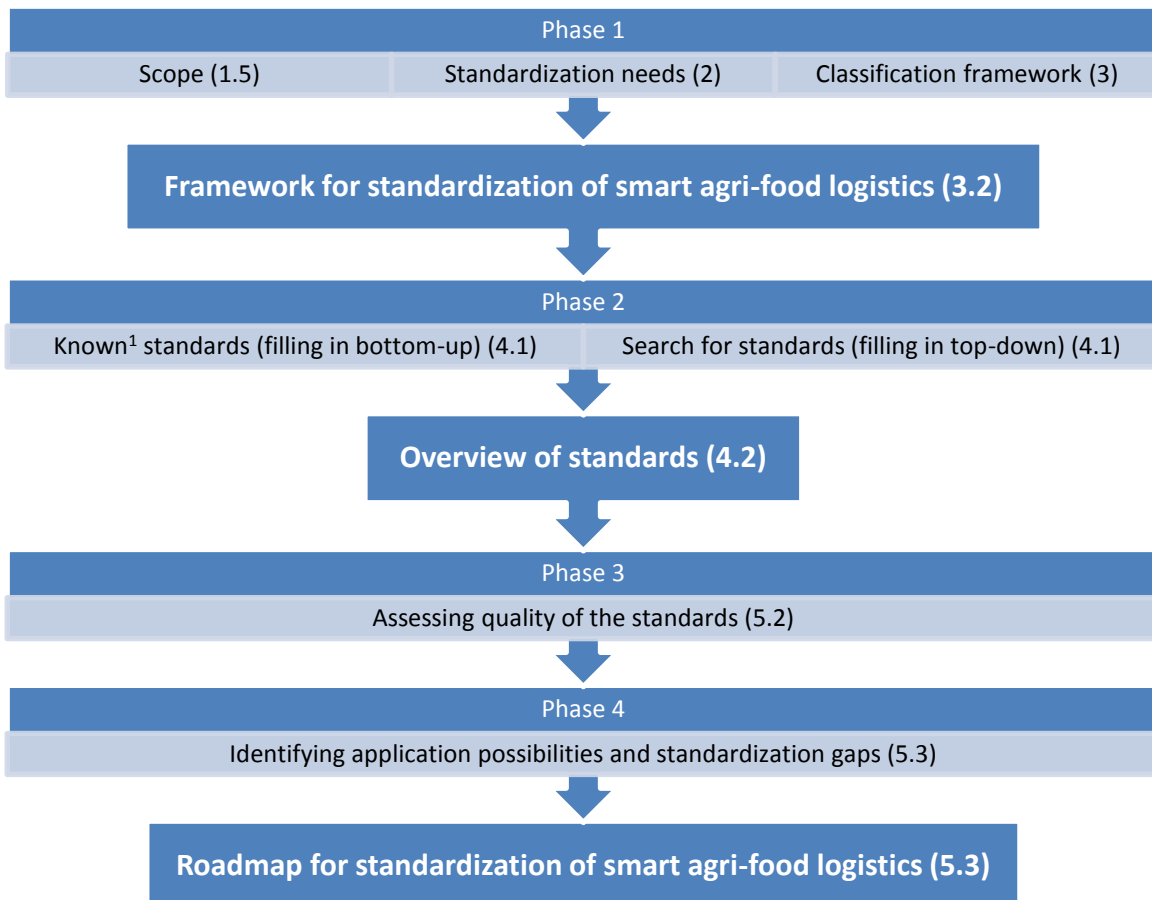 Phase 1
Scope (1.5)
Standardization needs (2)
Classification framework (3)
Framework for standardization of smart agri-food logistics (3.2)
Phase 2
Known¹ standards (filling in bottom-up) (4.1)
Search for standards (filling in top-down) (4.1)
Overview of standards (4.2)
Phase 3
Assessing quality of the standards (5.2)
Phase 4
Identifying application possibilities and standardization gaps (5.3)
Roadmap for standardization of smart agri-food logistics (5.3)